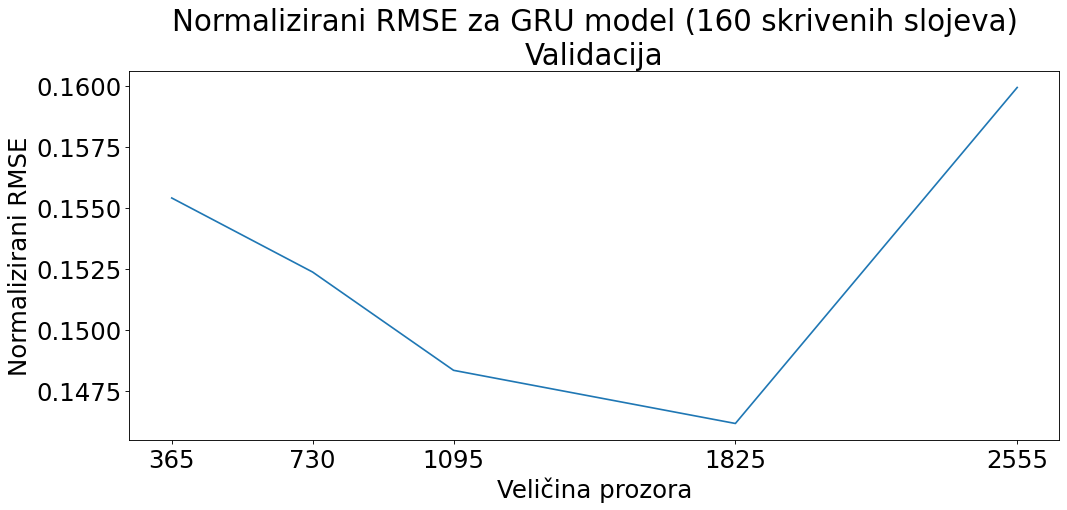 Normalizirani RMSE za GRU model (160 skrivenih slojeva)
Validacija
Normalizirani RMSE
0.1600
0.1575
0.1550
0.1525
0.1500
0.1475
365 730 1095 1825 2555
Veličina prozora